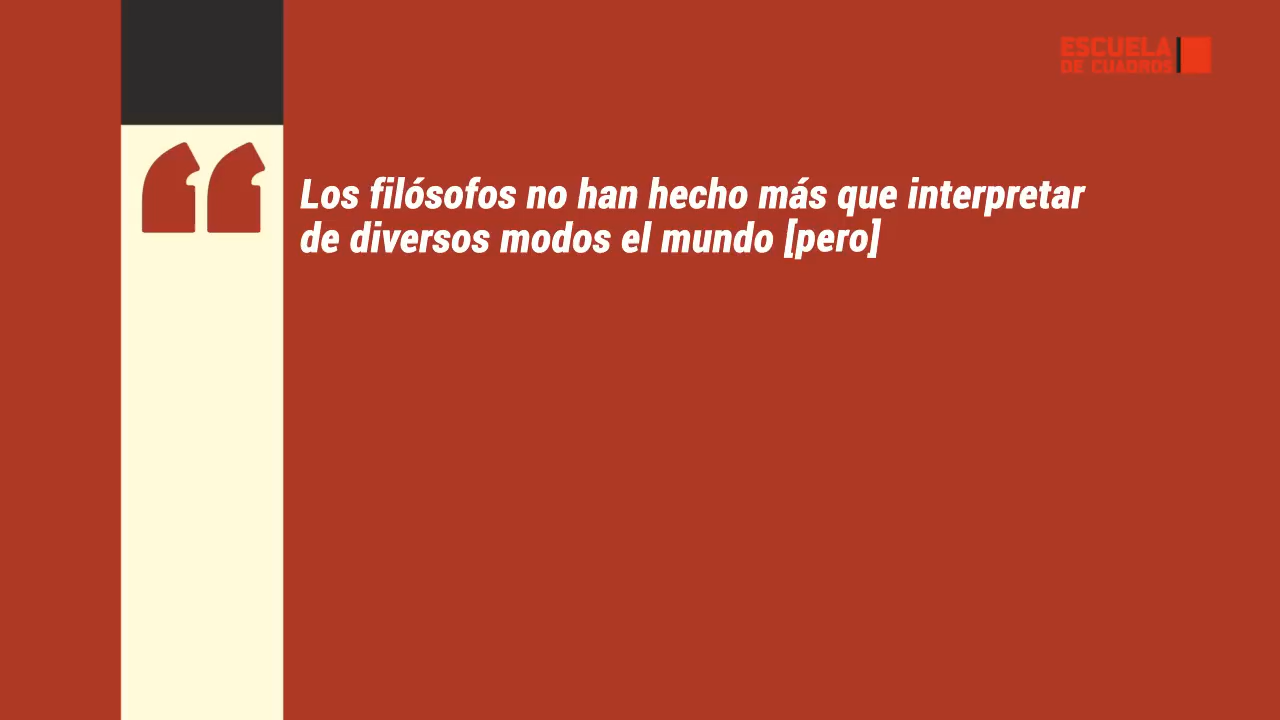 ESCUELA
DE CUADROS
Los filósofos no han hecho más que interpretar
de diversos modos el mundo [pero]